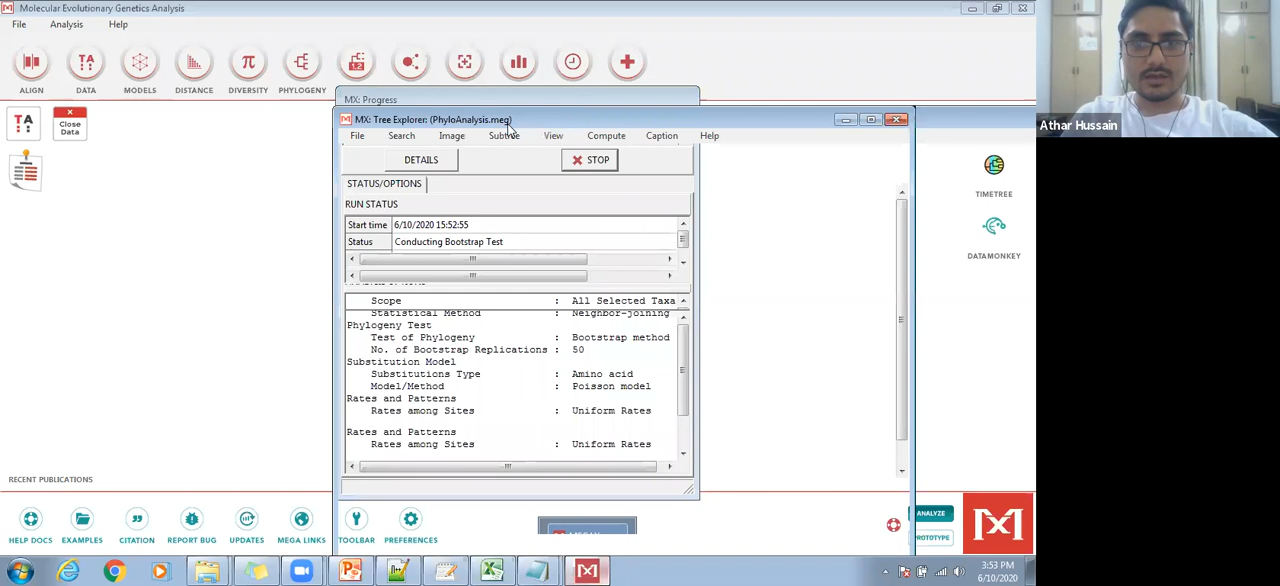 Molecular Evolutionary Genetics Analysis
File Analysis Help
ALIGN DATA MODELS DISTANCE DIVERSITY PHYLOGENY
TA
Close
Data
Athar Hussain
MX: Progress
MX: Tree Explorer: (PhyloAnalysis.meg)
File Search Image Subtree View Compute Caption Help
DETAILS STOP
STATUS/OPTIONS
RUN STATUS
Start time 6/10/2020 15:52:55
Status Conducting Bootstrap Test
Scope : All Selected Taxa
Statistical Method : Neighbor-joining
Phylogeny Test
Test of Phylogeny : Bootstrap method
No. of Bootstrap Replications : 50
Substitution Model
Substitutions Type : Amino acid
Model/Method : Poisson model
Rates and Patterns
Rates among Sites : Uniform Rates
Rates and Patterns
Rates among Sites : Uniform Rates
TIMETREE
DATAMONKEY
RECENT PUBLICATIONS
HELP DOCS EXAMPLES CITATION REPORT BUG UPDATES MEGA LINKS TOOLBAR PREFERENCES
ANALYZE
PROTOTYPE
3:53 PM
6/10/2020